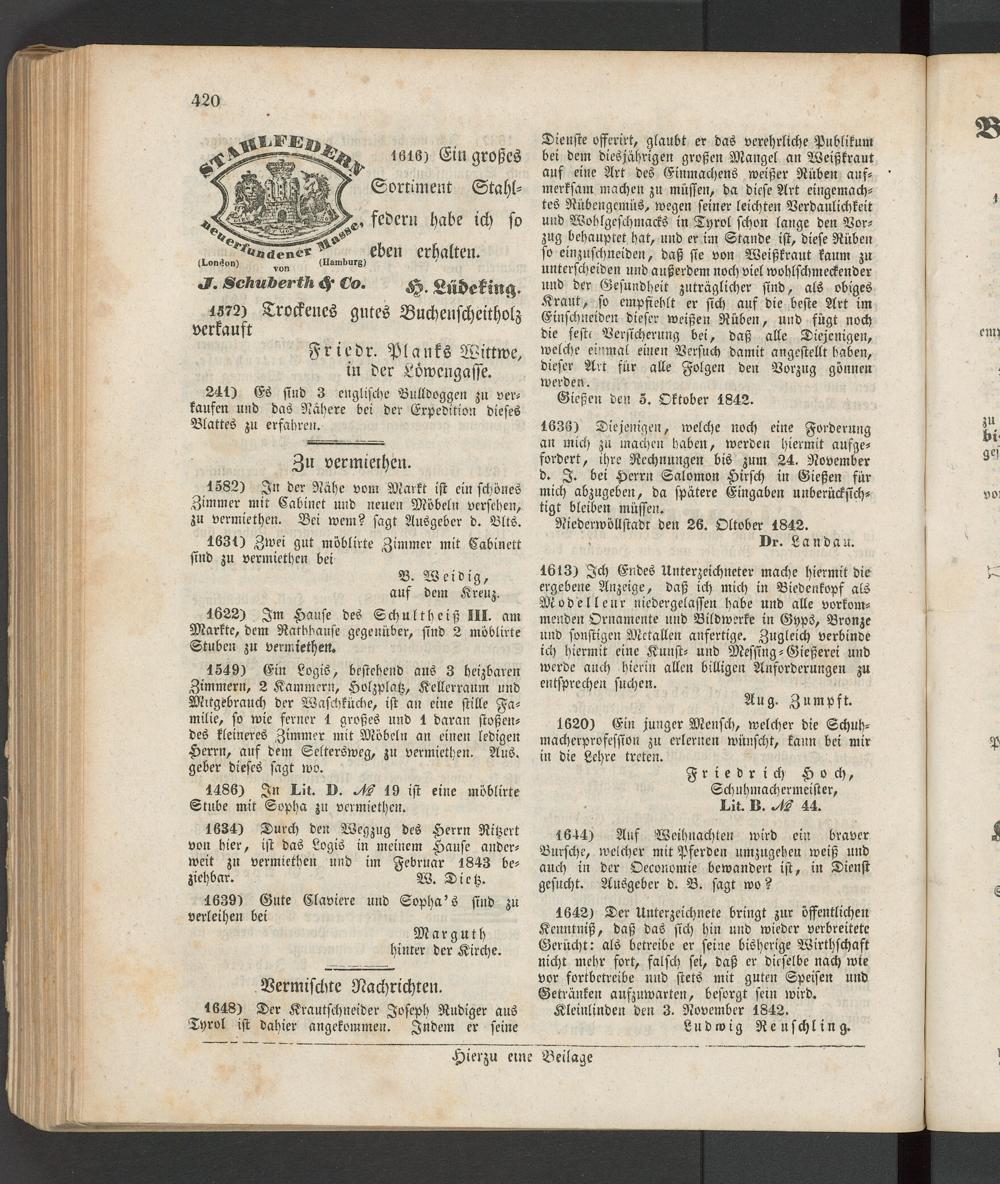 420
STAHLFEDERN
neuerfundener Masse,
(London) (Hamburg)
von
J. Schuberth & Co.
1616) Ein großes
Sortiment Stahl-
federn habe ich so
eben erhalten.
H. Lüdeking.
1572) Trockenes gutes Buchenscheitholz
verkauft
Friedr. Planks Wittwe,
in der Löwengasse.
241) Es sind 3 englische Bulldoggen zu ver-
kaufen und das Nähere bei der Expedition dieses
Blattes zu erfahren.
Zu vermiethen.
1582) In der Nähe vom Markt ist ein schönes
Zimmer mit Cabinet und neuen Möbeln versehen,
zu vermiethen. Bei wem? sagt Ausgeber d. Blts.
1631) Zwei gut möblirte Zimmer mit Cabinett
sind zu vermiethen bei
B. Weidig,
auf dem Kreuz.
1622) Im Hause des Schultheiß III. am
Markte, dem Rathhause gegenüber, sind 2 möblirte
Stuben zu vermiethen.
1549) Ein Logis, bestehend aus 3 heizbaren
Zimmern, 2 Kammern, Holzplatz, Kellerraum und
Mitgebrauch der Waschküche, ist an eine stille Fa-
milie, so wie ferner 1 großes und 1 daran stoßen-
des kleineres Zimmer mit Möbeln an einen ledigen
Herrn, auf dem Seltersweg, zu vermiethen. Aus.
geber dieses sagt wo.
1486) In Lit. D. № 19 ist eine möblirte
Stube mit Sopha zu vermiethen.
1634) Durch den Wegzug des Herrn Ritzert
von hier, ist das Logis in meinem Hause ander-
weit zu vermiethen und im Februar 1843 be-
ziehbar. W. Dietz.
1639) Gute Claviere und Sopha's sind zu
verleihen bei
Marguth
hinter der Kirche.
Vermischte Nachrichten.
1648) Der Krautschneider Joseph Rudiger aus
Tyrol ist dahier angekommen. Indem er seine
Dienste offerirt, glaubt er das verehrliche Publikum
bei dem diesjährigen großen Mangel an Weißkraut
auf eine Art des Einmachens weißer Rüben auf-
merksam machen zu müssen, da diese Art eingemach-
tes Rübengemüs, wegen seiner leichten Verdaulichkeit
und Wohlgeschmacks in Tyrol schon lange den Vor-
zug behauptet hat, und er im Stande ist, diese Rüben
so einzuschneiden, daß sie von Weißkraut kaum zu
unterscheiden und außerdem noch viel wohlschmeckender
und der Gesundheit zuträglicher sind, als obiges
Kraut, so empfiehlt er sich auf die beste Art im
Einschneiden dieser weißen Rüben, und fügt noch
die feste Versicherung bei, daß alle Diejenigen,
welche einmal einen Versuch damit angestellt haben,
dieser Art für alle Folgen den Vorzug gönnen
werden.
Gießen den 5. Oktober 1842.
1636) Diejenigen, welche noch eine Forderung
an mich zu machen haben, werden hiermit aufge-
fordert, ihre Rechnungen bis zum 24. November
d. J. bei Herrn Salomon Hirsch in Gießen für
mich abzugeben, da spätere Eingaben unberücksich-
tigt bleiben müssen.
Niederwöllstadt den 26. Oltober 1842.
Dr. Landau.
1613) Ich Endes Unterzeichneter mache hiermit die
ergebene Anzeige, daß ich mich in Biedenkopf als
Modelleur niedergelassen habe und alle vorkom-
menden Ornamente und Bildwerke in Gyps, Bronze
und sonstigen Metallen anfertige. Zugleich verbinde
ich hiermit eine Kunst- und Messing-Gießerei und
werde auch hierin allen billigen Anforderungen zu
entsprechen suchen.
Aug. Zumpft.
1620) Ein junger Mensch, welcher die Schuh-
macherprofession zu erlernen wünscht, kann bei mir
in die Lehre treten.
Friedrich Hoch,
Schuhmachermeister,
Lit. B. № 44.
1644) Auf Weihnachten wird ein braver
Bursche, welcher mit Pferden umzugehen weiß und
auch in der Oeconomie bewandert ist, in Dienst
gesucht. Ausgeber d. B. sagt wo?
1642) Der Unterzeichnete bringt zur öffentlichen
Kenntniß, daß das sich hin und wieder verbreitete
Gerücht: als betreibe er seine bisherige Wirthschaft
nicht mehr fort, falsch sei, daß er dieselbe nach wie
vor fortbetreibe und stets mit guten Speisen und
Getränken aufzuwarten, besorgt sein wird.
Kleinlinden den 3. November 1842.
Ludwig Reuschling.
Hierzu eine Beilage